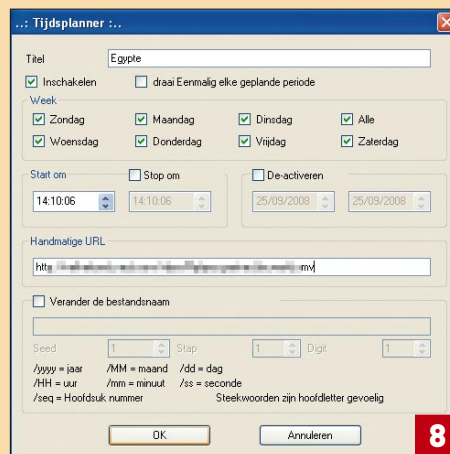 ..: Tijdsplanner :..
Titel Egypte
Inschakelen draai Eenmalig elke geplande periode
Week
Zondag Maandag Dinsdag Alle
Woensdag Donderdag Vrijdag Zaterdag
Start om Stop om De-activeren
14:10:06 14:10:06 25/09/2008 25/09/2008
Handmatige URL
http mv
Verander de bestandsnaam
Seed 1 Stap 1 Digit 1
/yyyy = jaar /MM = maand /dd = dag
/HH = uur /mm = minuut /ss = seconde
/seq = Hoofdsuk nummer Steekwoorden zijn hoofdletter gevoelig
OK Annuleren
8